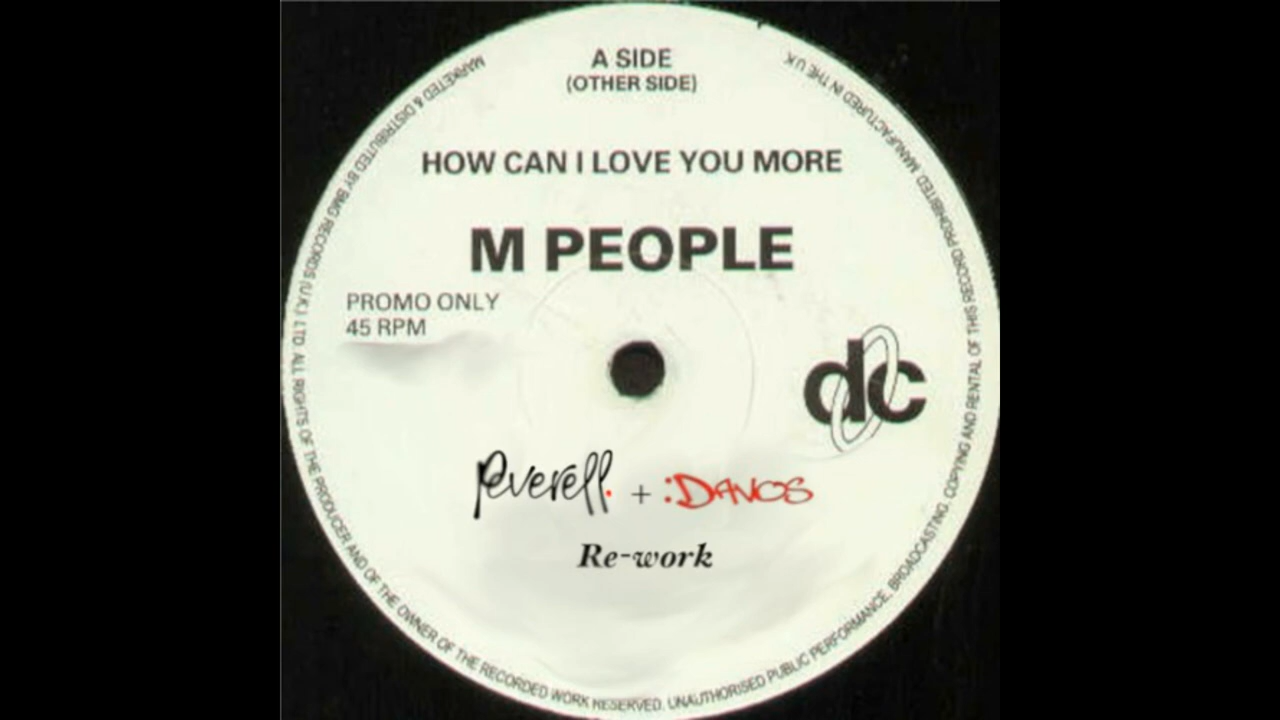 A SIDE
(OTHER SIDE)
HOW CAN I LOVE YOU MORE
M PEOPLE
PROMO ONLY
45 RPM
dc
Peverell. + :DANOS
Re-work
MARKETED & DISTRIBUTED BY BMG RECORDS (U.K.) LTD. ALL RIGHTS OF THE PRODUCER AND OF THE OWNER OF THE RECORDED WORK RESERVED. UNAUTHORISED PUBLIC PERFORMANCE, BROADCASTING, COPYING AND RENTAL OF THIS RECORD PROHIBITED. MANUFACTURED IN THE U.K.